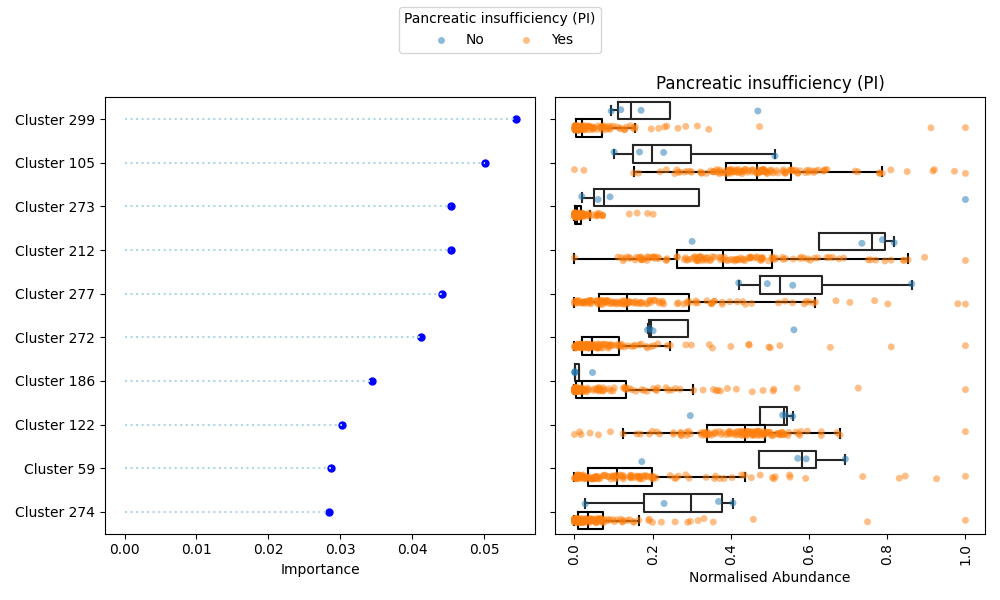 Pancreatic insufficiency (PI)
No Yes
Pancreatic insufficiency (PI)
Cluster 299
Cluster 105
Cluster 273
Cluster 212
Cluster 277
Cluster 272
Cluster 186
Cluster 122
Cluster 59
Cluster 274
0.00 0.01 0.02 0.03 0.04 0.05
Importance
0.0 0.2 0.4 0.6 0.8 1.0
Normalised Abundance